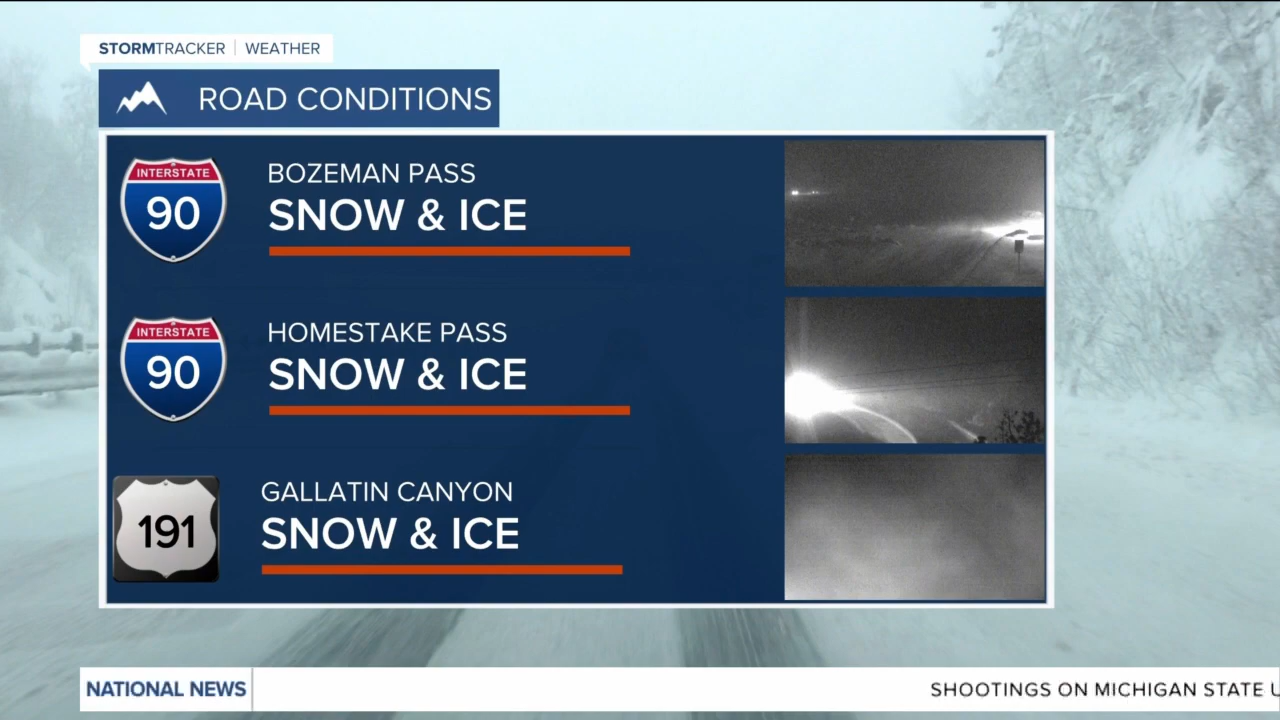 STORMTRACKER | WEATHER
ROAD CONDITIONS
INTERSTATE
90
BOZEMAN PASS
SNOW & ICE
INTERSTATE
90
HOMESTAKE PASS
SNOW & ICE
191
GALLATIN CANYON
SNOW & ICE
NATIONAL NEWS
SHOOTINGS ON MICHIGAN STATE